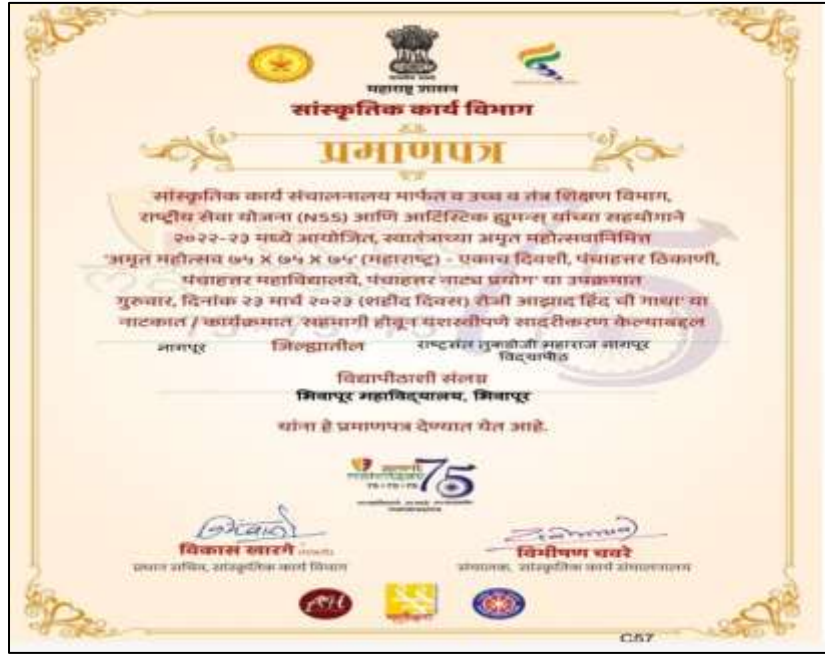 महाराष्ट्र शासन
सांस्कृतिक कार्य विभाग
प्रमाणपत्र
सांस्कृतिक कार्य संचालनालय मार्फत व उच्च व तंत्र शिक्षण विभाग,
राष्ट्रीय सेवा योजना (NSS) आणि आर्टिस्टिक ह्युमन्स् यांच्या सहयोगाने
२०२२-२३ मध्ये आयोजित, स्वातंत्र्याच्या अमृत महोत्सवानिमित्त
'अमृत महोत्सव ७५ X ७५ X ७५' (महाराष्ट्र) - एकाच दिवशी, पंचाहत्तर ठिकाणी,
पंचाहत्तर महाविद्यालये, पंचाहत्तर नाट्य प्रयोग' या उपक्रमात
गुरुवार, दिनांक २३ मार्च २०२३ (शहीद दिवस) रोजी आझाद हिंद ची गाथा' या
नाटकात / कार्यक्रमात सहभागी होवून यशस्वीपणे सादरीकरण केल्याबद्दल
नागपूर जिल्ह्यातील राष्ट्रसंत तुकडोजी महाराज नागपूर
विद्यापीठ
विद्यापीठाशी संलग्न
भिवापूर महाविद्यालय, भिवापूर
यांना हे प्रमाणपत्र देण्यात येत आहे.
75
विकास खारगे
प्रधान सचिव, सांस्कृतिक कार्य विभाग
बिभीषण चवरे
संचालक, सांस्कृतिक कार्य संचालनालय
C57